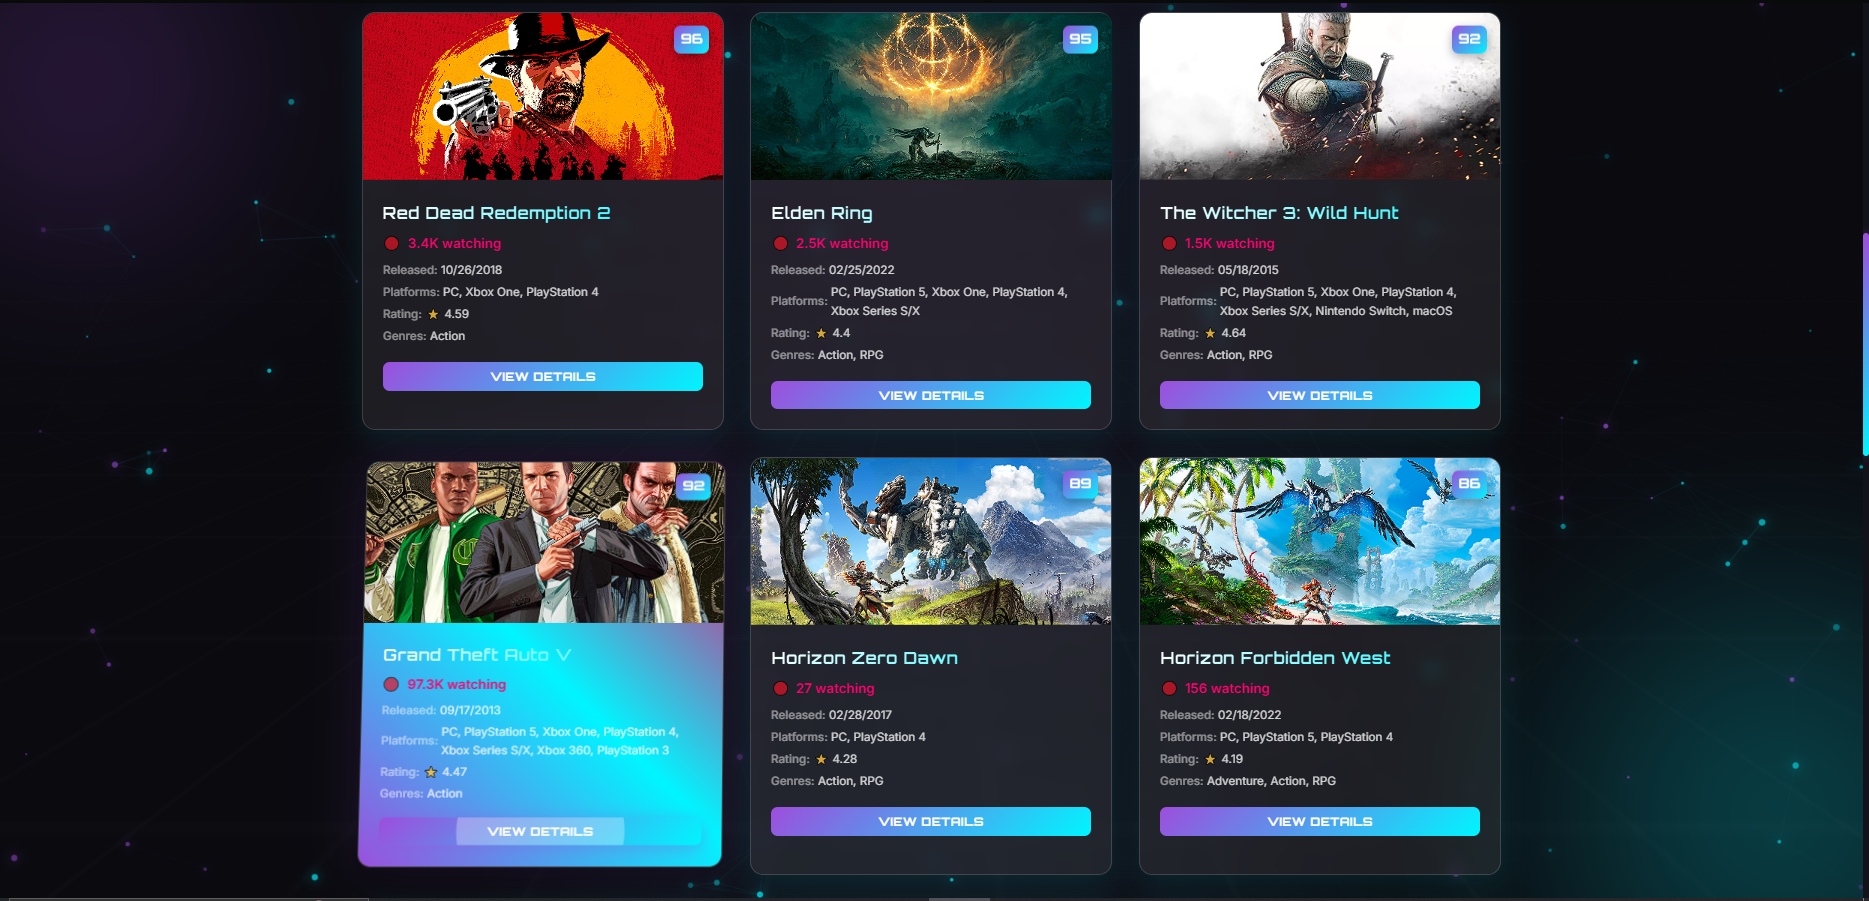 96
Red Dead Redemption 2
3.4K watching
Released: 10/26/2018
Platforms: PC, Xbox One, PlayStation 4
Rating: ★ 4.59
Genres: Action
VIEW DETAILS
95
Elden Ring
2.5K watching
Released: 02/25/2022
Platforms: PC, PlayStation 5, Xbox One, PlayStation 4,
Xbox Series S/X
Rating: ★ 4.4
Genres: Action, RPG
VIEW DETAILS
92
The Witcher 3: Wild Hunt
1.5K watching
Released: 05/18/2015
Platforms: PC, PlayStation 5, Xbox One, PlayStation 4,
Xbox Series S/X, Nintendo Switch, macOS
Rating: ★ 4.64
Genres: Action, RPG
VIEW DETAILS
92
Grand Theft Auto V
97.3K watching
Released: 09/17/2013
Platforms: PC, PlayStation 5, Xbox One, PlayStation 4,
Xbox Series S/X, Xbox 360, PlayStation 3
Rating: ★ 4.47
Genres: Action
VIEW DETAILS
89
Horizon Zero Dawn
27 watching
Released: 02/28/2017
Platforms: PC, PlayStation 4
Rating: ★ 4.28
Genres: Action, RPG
VIEW DETAILS
86
Horizon Forbidden West
156 watching
Released: 02/18/2022
Platforms: PC, PlayStation 5, PlayStation 4
Rating: ★ 4.19
Genres: Adventure, Action, RPG
VIEW DETAILS